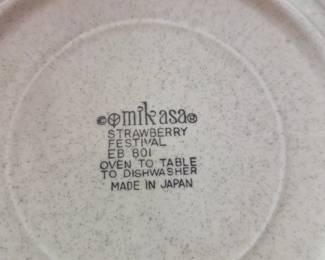 mikasa
STRAWBERRY
FESTIVAL
EB 801
OVEN TO TABLE
TO DISHWASHER
MADE IN JAPAN